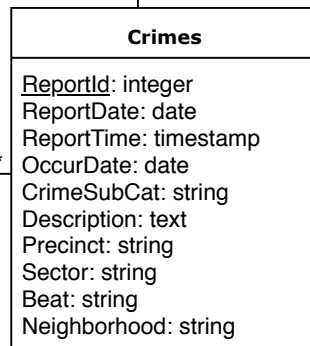 Crimes
ReportId: integer
ReportDate: date
ReportTime: timestamp
OccurDate: date
CrimeSubCat: string
Description: text
Precinct: string
Sector: string
Beat: string
Neighborhood: string